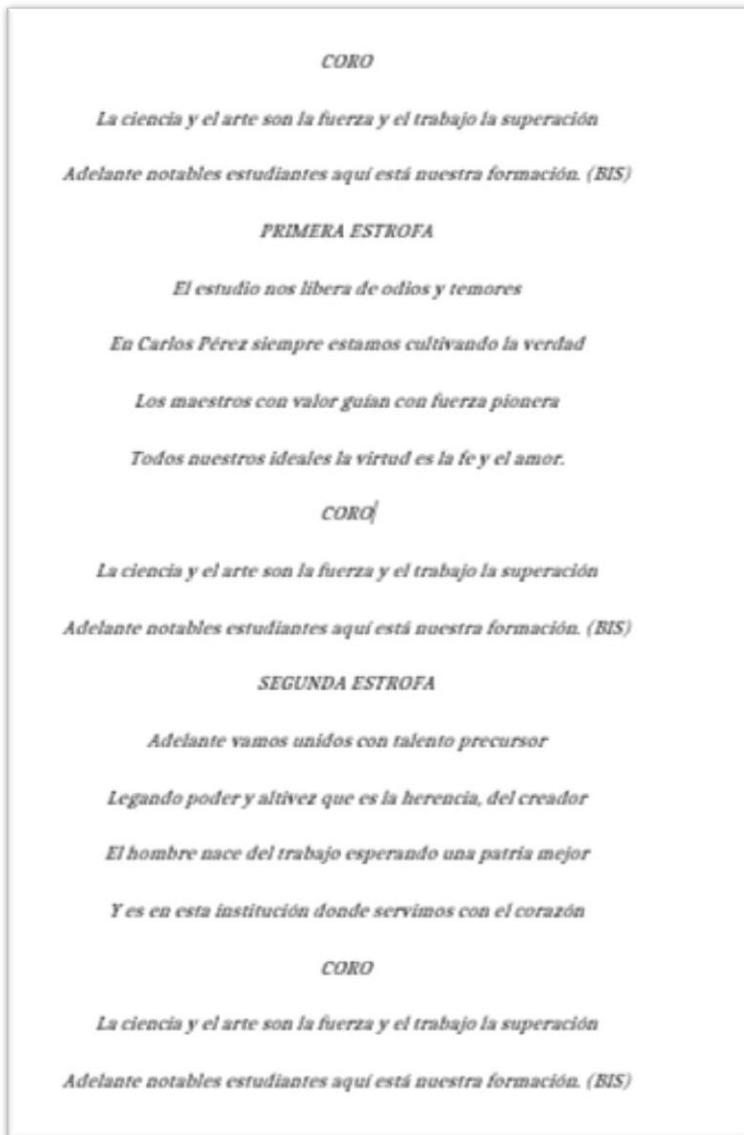 CORO
La ciencia y el arte son la fuerza y el trabajo la superación
Adelante notables estudiantes aquí está nuestra formación. (BIS)
PRIMERA ESTROFA
El estudio nos libera de odios y temores
En Carlos Pérez siempre estamos cultivando la verdad
Los maestros con valor guían con fuerza pionera
Todos nuestros ideales la virtud es la fe y el amor.
CORO
La ciencia y el arte son la fuerza y el trabajo la superación
Adelante notables estudiantes aquí está nuestra formación. (BIS)
SEGUNDA ESTROFA
Adelante vamos unidos con talento precursor
Legando poder y altivez que es la herencia, del creador
El hombre nace del trabajo esperando una patria mejor
Y es en esta institución donde servimos con el corazón
CORO
La ciencia y el arte son la fuerza y el trabajo la superación
Adelante notables estudiantes aquí está nuestra formación. (BIS)